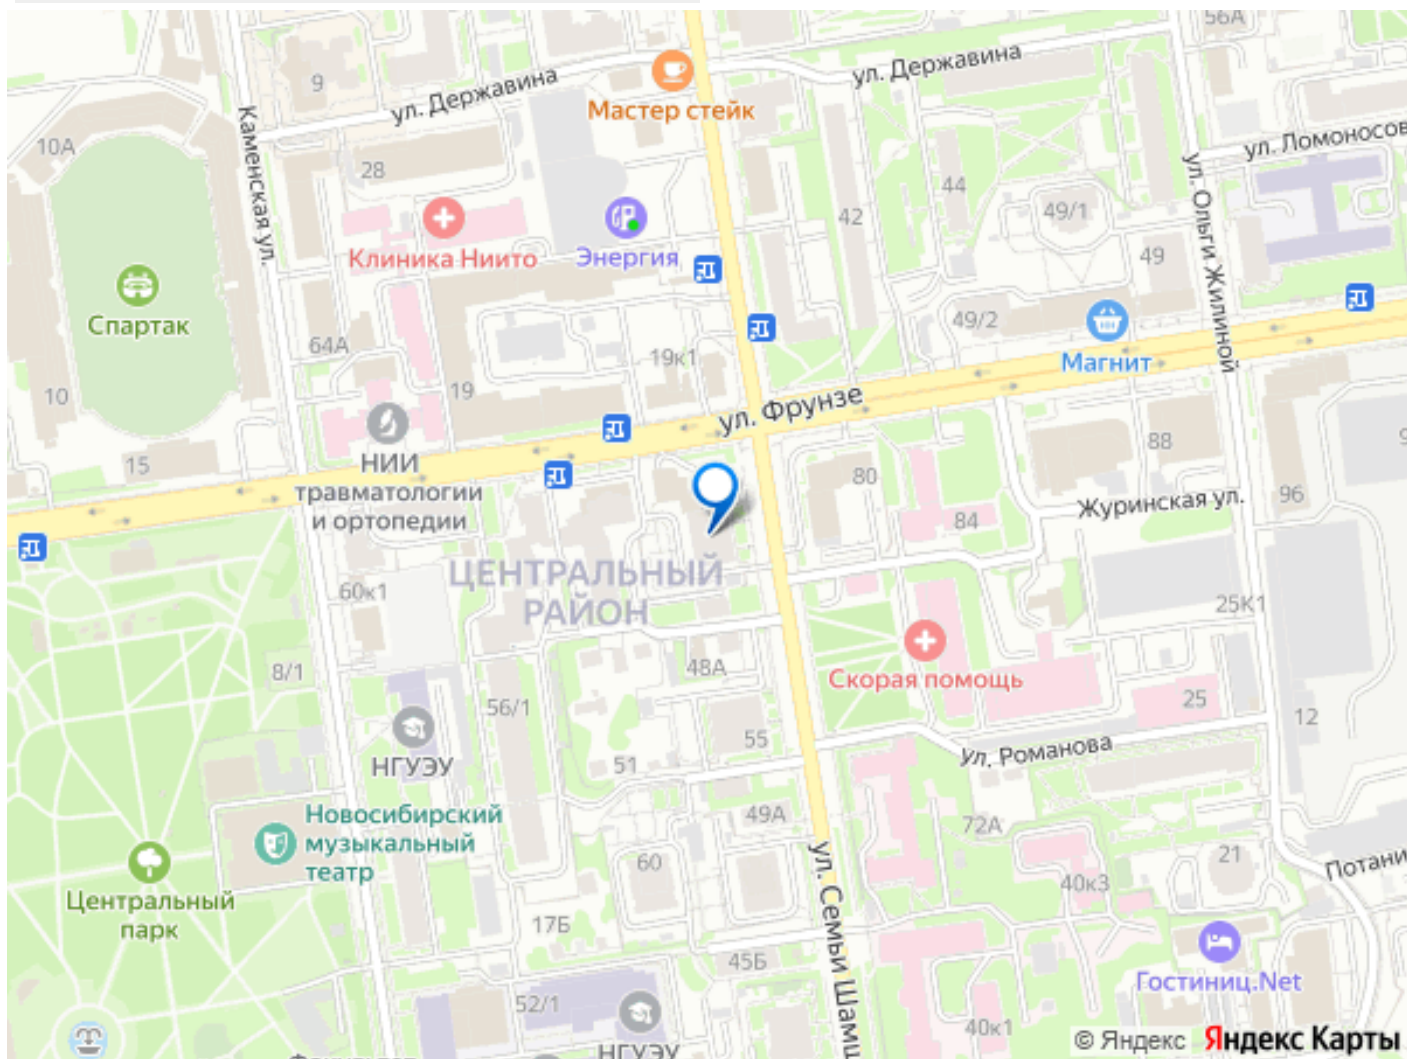 56А
ул. Державина
9
ул. Державина
Мастер стейк
Каменская ул.
10А
28
ул. Ломоносов
ул. Ольги Жилиной
44
49/1
42
Клиника Ниито
Энергия
49
Спартак
64А
19к1
49/2
Магнит
10
19
ул. Фрунзе
15
НИИ
травматологии
и ортопедии
80
88
9
84
Журинская ул.
96
ЦЕНТРАЛЬНЫЙ
РАЙОН
60к1
25К1
8/1
48А
Скорая помощь
56/1
25
12
55
Ул. Романова
51
НГУЭУ
Новосибирский
музыкальный
театр
49А
72А
60
21
Потани
40к3
Центральный
парк
ул. Семьи Шамш
17Б
45Б
Гостиниц.Net
52/1
НГУЭУ
40к1
© Яндекс Яндекс Карты